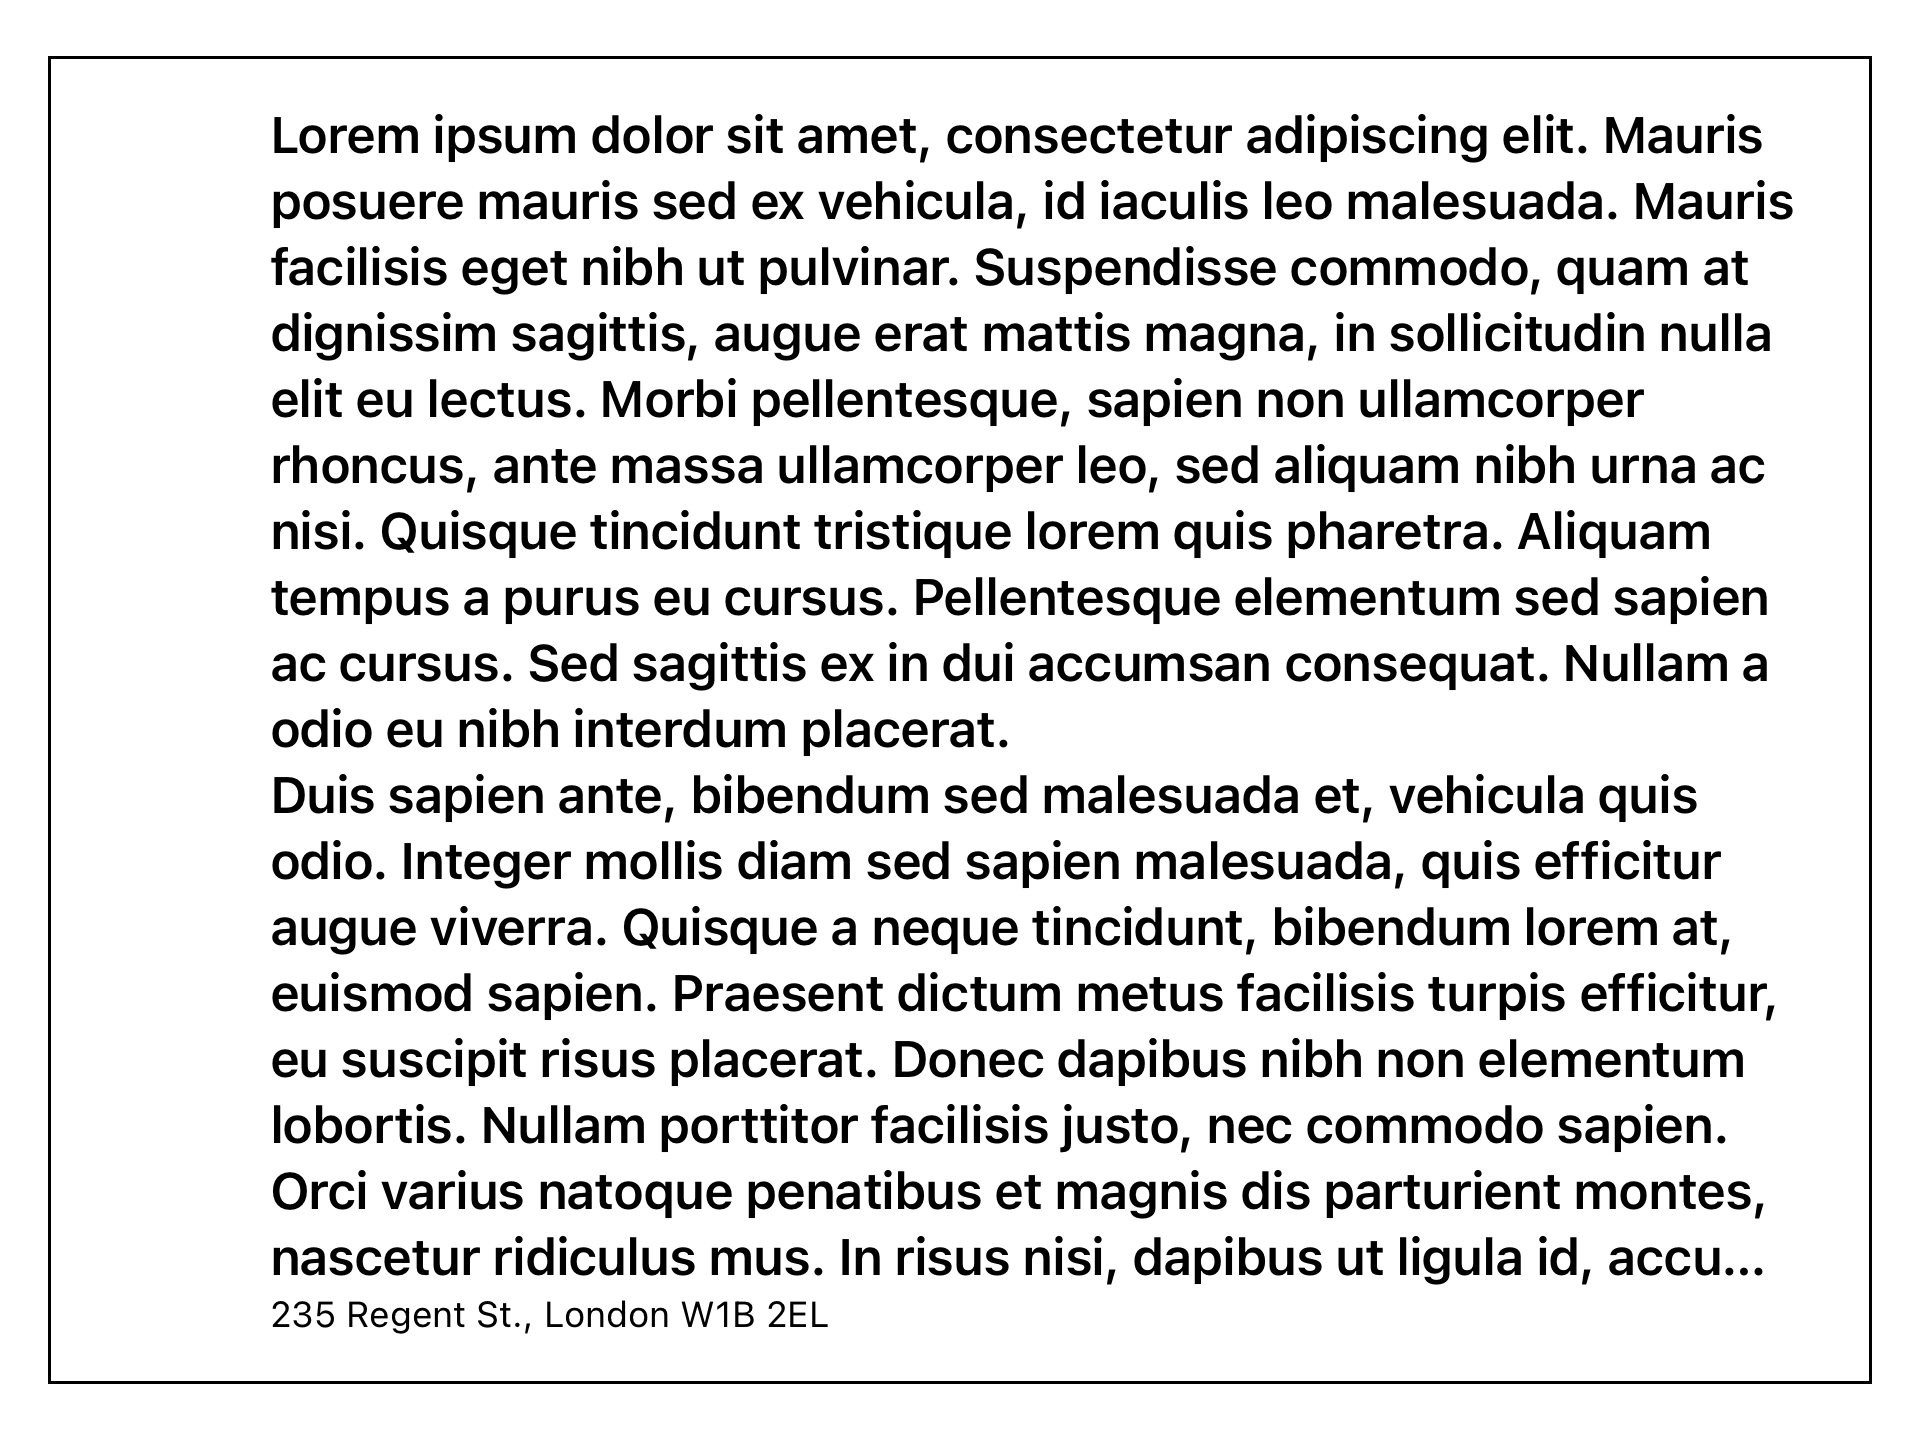 Lorem ipsum dolor sit amet, consectetur adipiscing elit. Mauris
posuere mauris sed ex vehicula, id iaculis leo malesuada. Mauris
facilisis eget nibh ut pulvinar. Suspendisse commodo, quam at
dignissim sagittis, augue erat mattis magna, in sollicitudin nulla
elit eu lectus. Morbi pellentesque, sapien non ullamcorper
rhoncus, ante massa ullamcorper leo, sed aliquam nibh urna ac
nisi. Quisque tincidunt tristique lorem quis pharetra. Aliquam
tempus a purus eu cursus. Pellentesque elementum sed sapien
ac cursus. Sed sagittis ex in dui accumsan consequat. Nullam a
odio eu nibh interdum placerat.
Duis sapien ante, bibendum sed malesuada et, vehicula quis
odio. Integer mollis diam sed sapien malesuada, quis efficitur
augue viverra. Quisque a neque tincidunt, bibendum lorem at,
euismod sapien. Praesent dictum metus facilisis turpis efficitur,
eu suscipit risus placerat. Donec dapibus nibh non elementum
lobortis. Nullam porttitor facilisis justo, nec commodo sapien.
Orci varius natoque penatibus et magnis dis parturient montes,
nascetur ridiculus mus. In risus nisi, dapibus ut ligula id, accu...
235 Regent St., London W1B 2EL